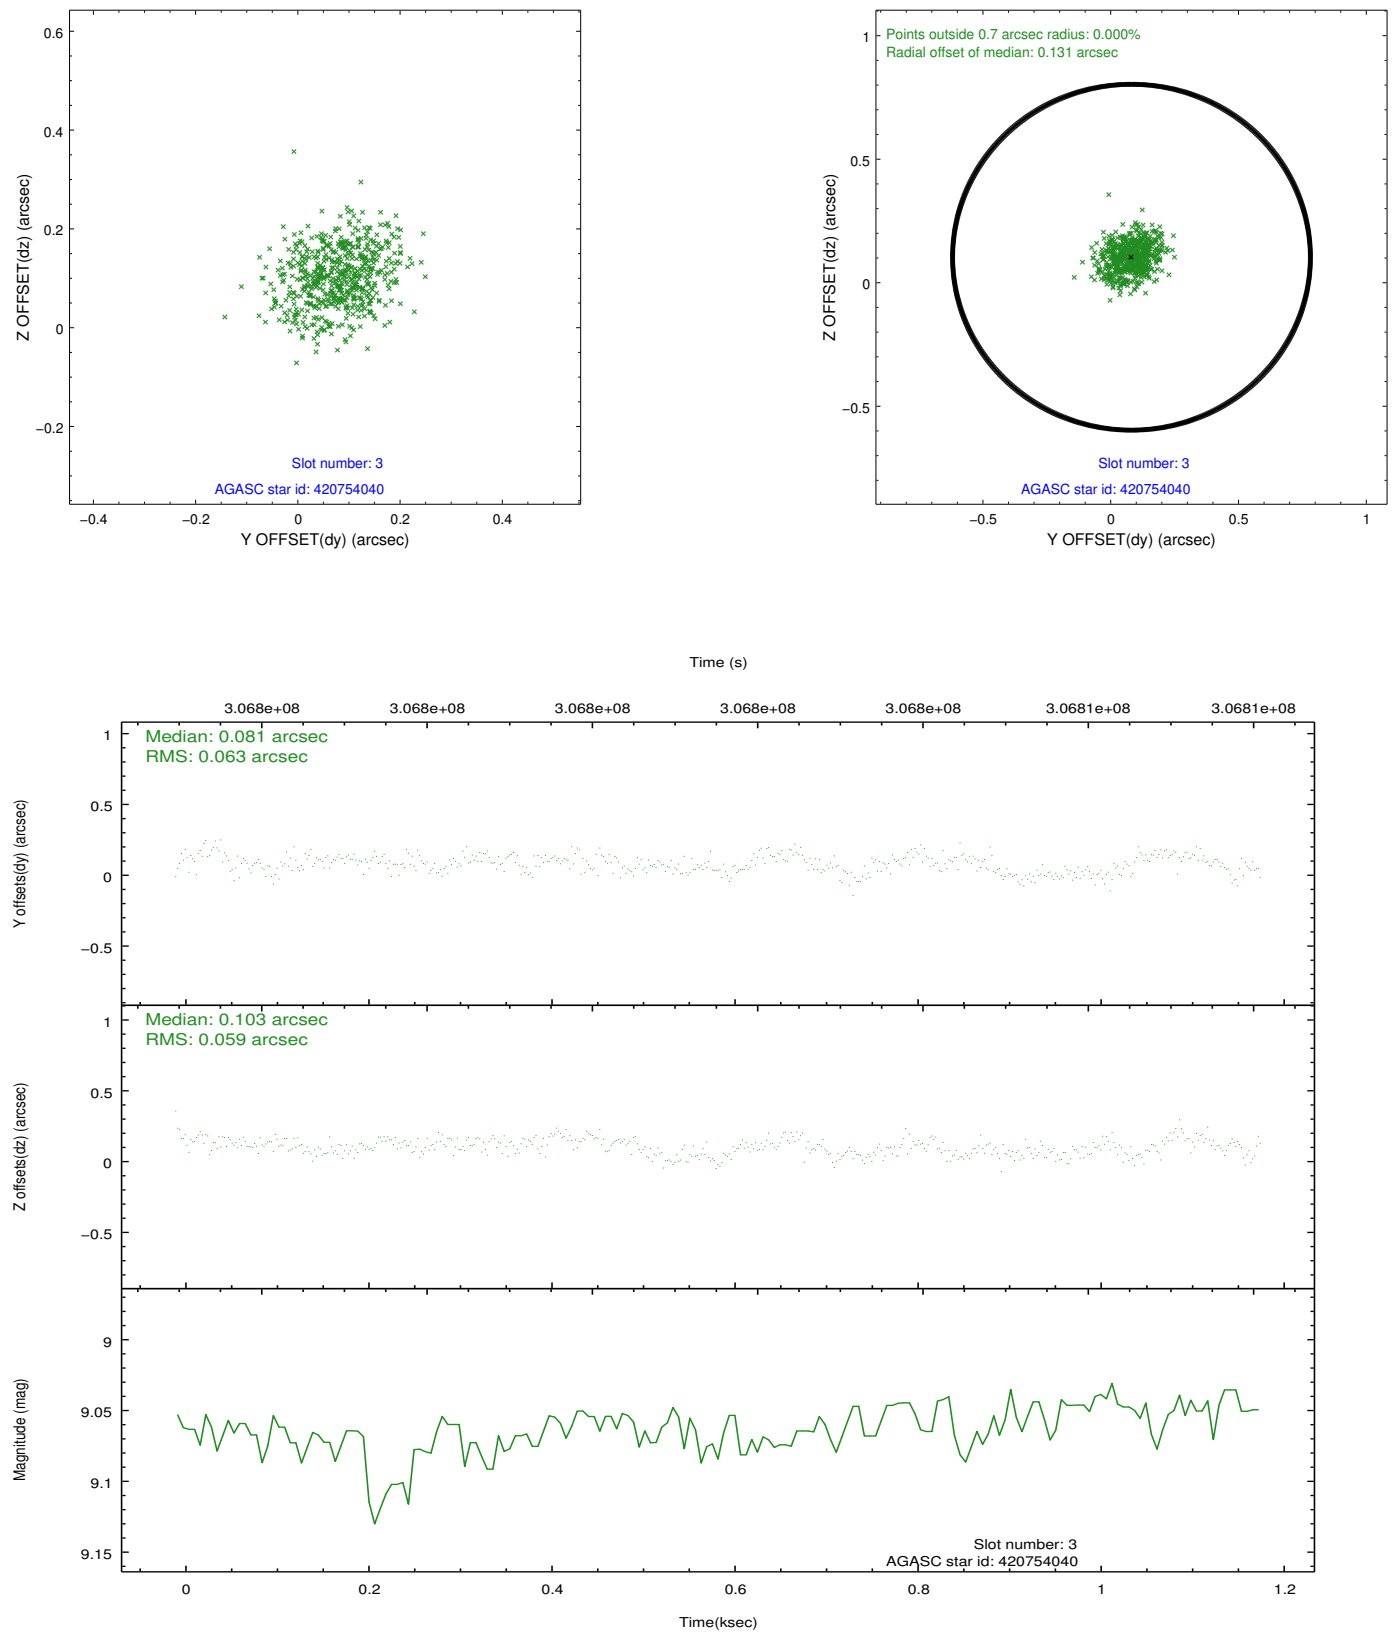 0.6
0.4
0.2
0
−0.2
Z OFFSET(dz) (arcsec)
Slot number: 3
AGASC star id: 420754040
−0.4 −0.2 0 0.2 0.4
Y OFFSET(dy) (arcsec)
Points outside 0.7 arcsec radius: 0.000%
Radial offset of median: 0.131 arcsec
1
0.5
0
−0.5
Z OFFSET(dz) (arcsec)
Slot number: 3
AGASC star id: 420754040
−0.5 0 0.5 1
Y OFFSET(dy) (arcsec)
Time (s)
3.068e+08 3.068e+08 3.068e+08 3.068e+08 3.068e+08 3.0681e+08 3.0681e+08
Median: 0.081 arcsec
RMS: 0.063 arcsec
1
0.5
0
−0.5
Y offsets(dy) (arcsec)
Median: 0.103 arcsec
RMS: 0.059 arcsec
1
0.5
0
−0.5
Z offsets(dz) (arcsec)
9
9.05
9.1
9.15
Magnitude (mag)
Slot number: 3
AGASC star id: 420754040
0 0.2 0.4 0.6 0.8 1 1.2
Time(ksec)